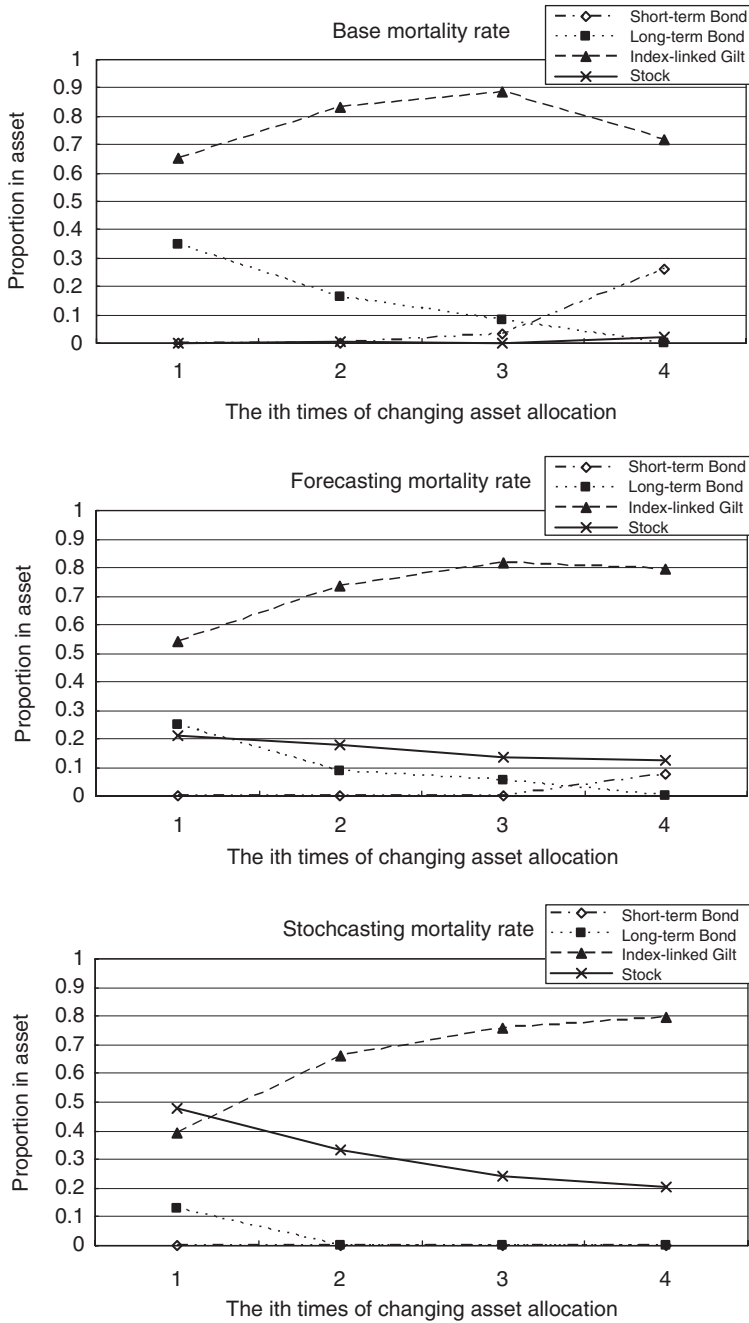 Base mortality rate
Short-term Bond
Long-term Bond
Index-linked Gilt
Stock
Proportion in asset
1
0.9
0.8
0.7
0.6
0.5
0.4
0.3
0.2
0.1
0
1 2 3 4
The ith times of changing asset allocation
Forecasting mortality rate
Short-term Bond
Long-term Bond
Index-linked Gilt
Stock
Proportion in asset
1
0.9
0.8
0.7
0.6
0.5
0.4
0.3
0.2
0.1
0
1 2 3 4
The ith times of changing asset allocation
Stochcasting mortality rate
Short-term Bond
Long-term Bond
Index-linked Gilt
Stock
Proportion in asset
1
0.9
0.8
0.7
0.6
0.5
0.4
0.3
0.2
0.1
0
1 2 3 4
The ith times of changing asset allocation